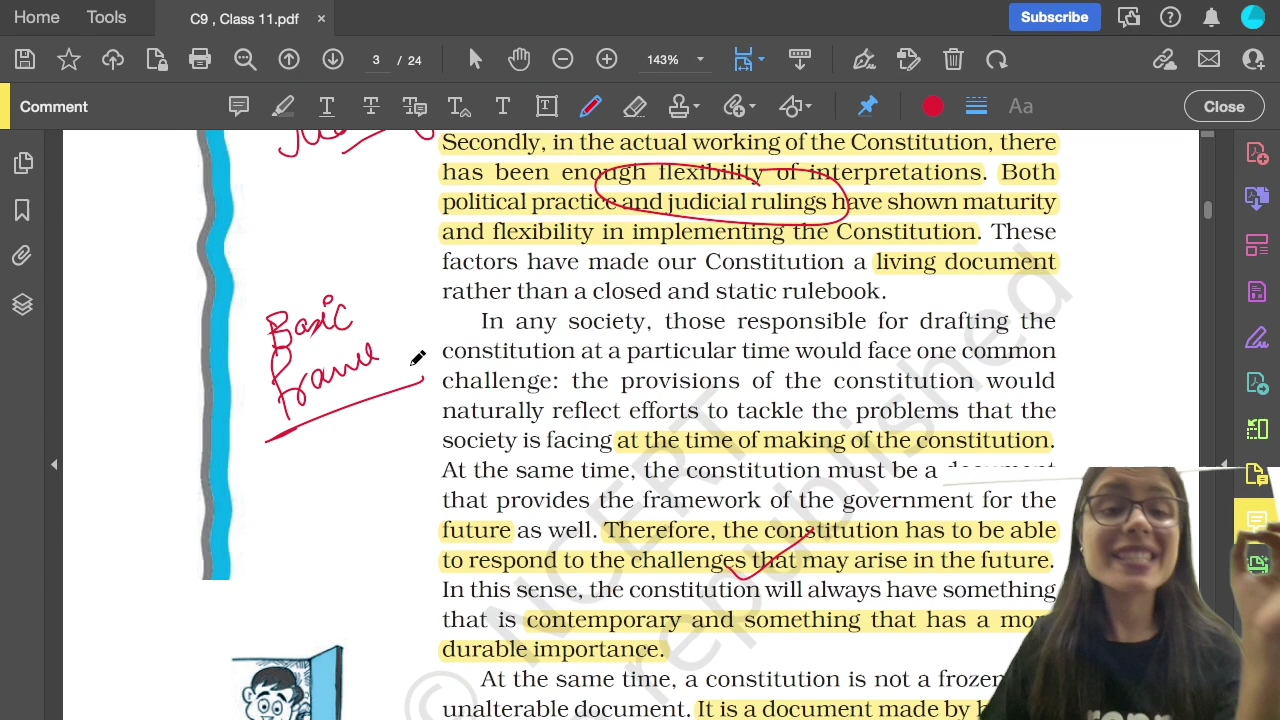 Home Tools C9 , Class 11.pdf × Subscribe
3 / 24 143%
Comment Aa Close
Secondly, in the actual working of the Constitution, there
has been enough flexibility of interpretations. Both
political practice and judicial rulings have shown maturity
and flexibility in implementing the Constitution. These
factors have made our Constitution a living document
rather than a closed and static rulebook.
Basic
Frame
In any society, those responsible for drafting the
constitution at a particular time would face one common
challenge: the provisions of the constitution would
naturally reflect efforts to tackle the problems that the
society is facing at the time of making of the constitution.
At the same time, the constitution must be a document
that provides the framework of the government for the
future as well. Therefore, the constitution has to be able
to respond to the challenges that may arise in the future.
In this sense, the constitution will always have something
that is contemporary and something that has a more
durable importance.
At the same time, a constitution is not a frozen
unalterable document. It is a document made by
© NCERT
republished